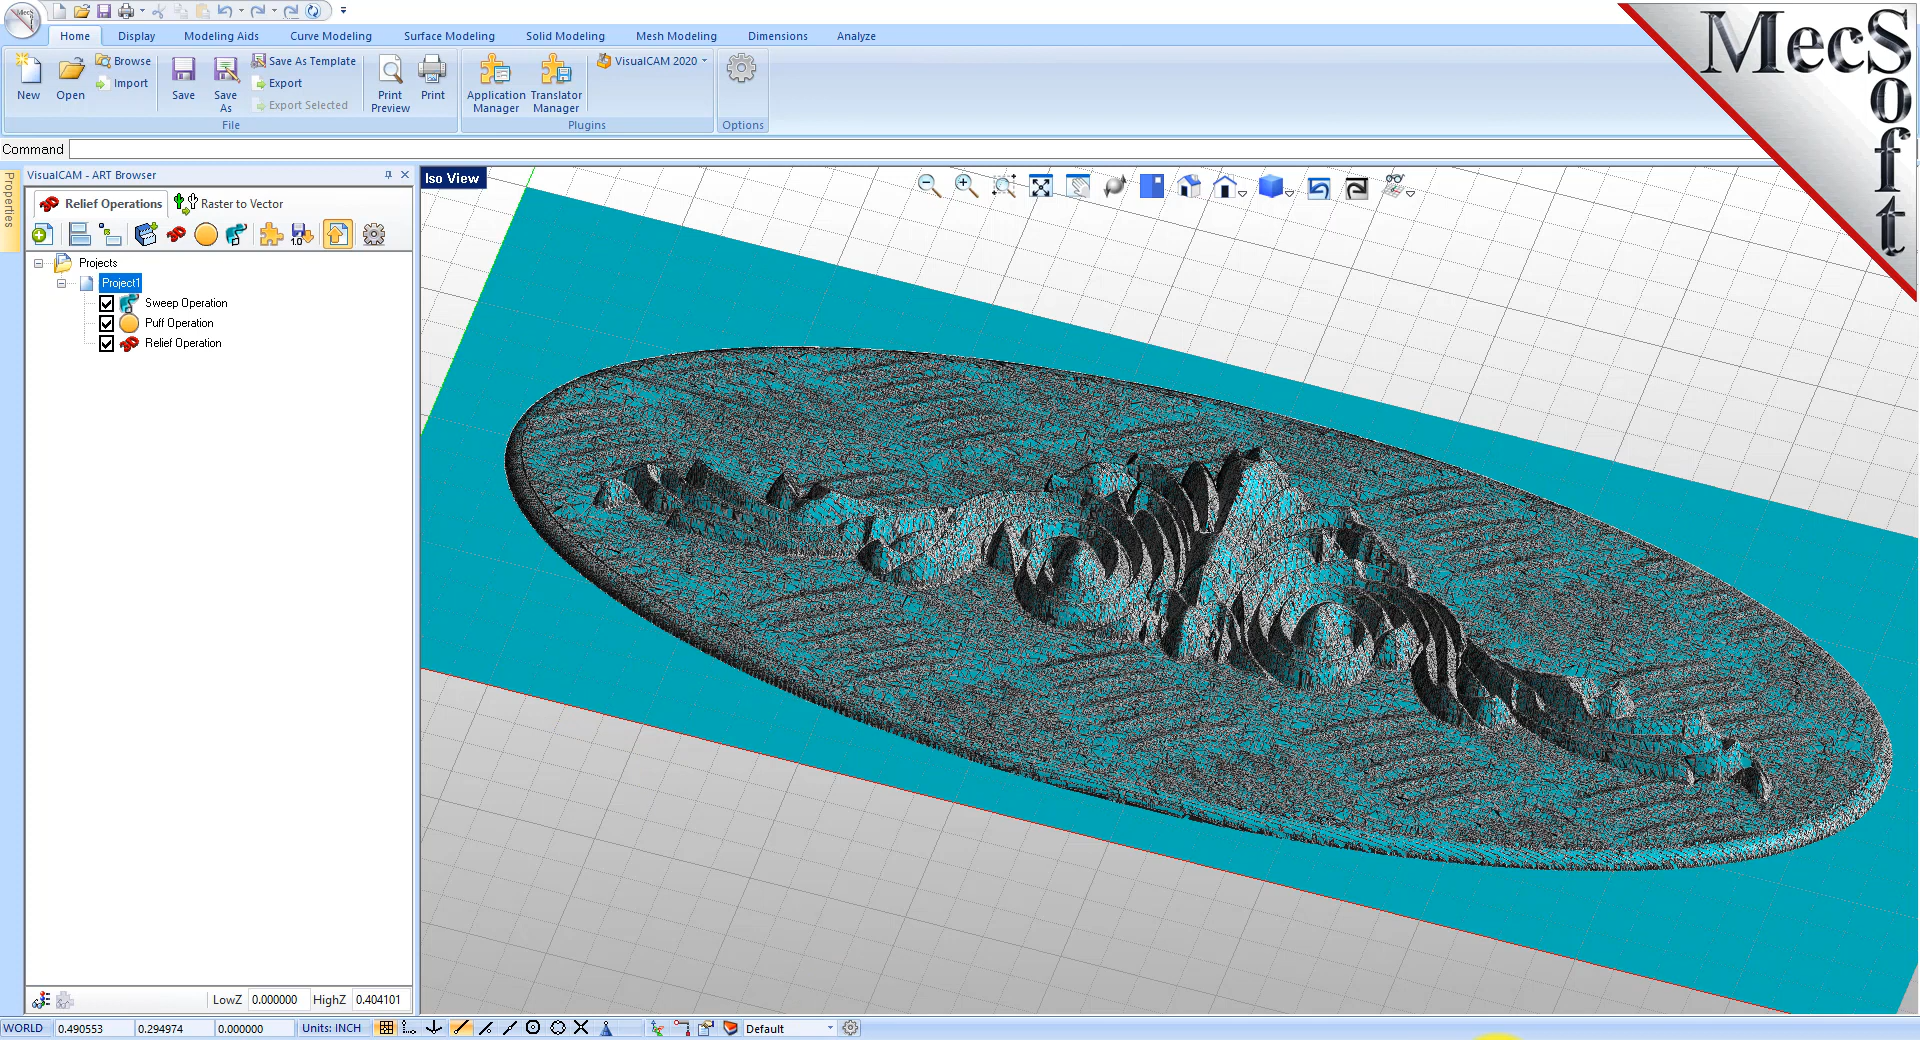 MecSoft
Home Display Modeling Aids Curve Modeling Surface Modeling Solid Modeling Mesh Modeling Dimensions Analyze
New
Open
Browse
Import
Save
Save As
Save As Template
Export
Export Selected
Print Preview
Print
Application Manager
Translator Manager
VisualCAM 2020
File
Plugins
Options
Command
Properties
VisualCAM - ART Browser
Relief Operations
Raster to Vector
1.0
Projects
Project1
Sweep Operation
Puff Operation
Relief Operation
Iso View
LowZ 0.000000 HighZ 0.404101
WORLD 0.490553 0.294974 0.000000 Units: INCH Default